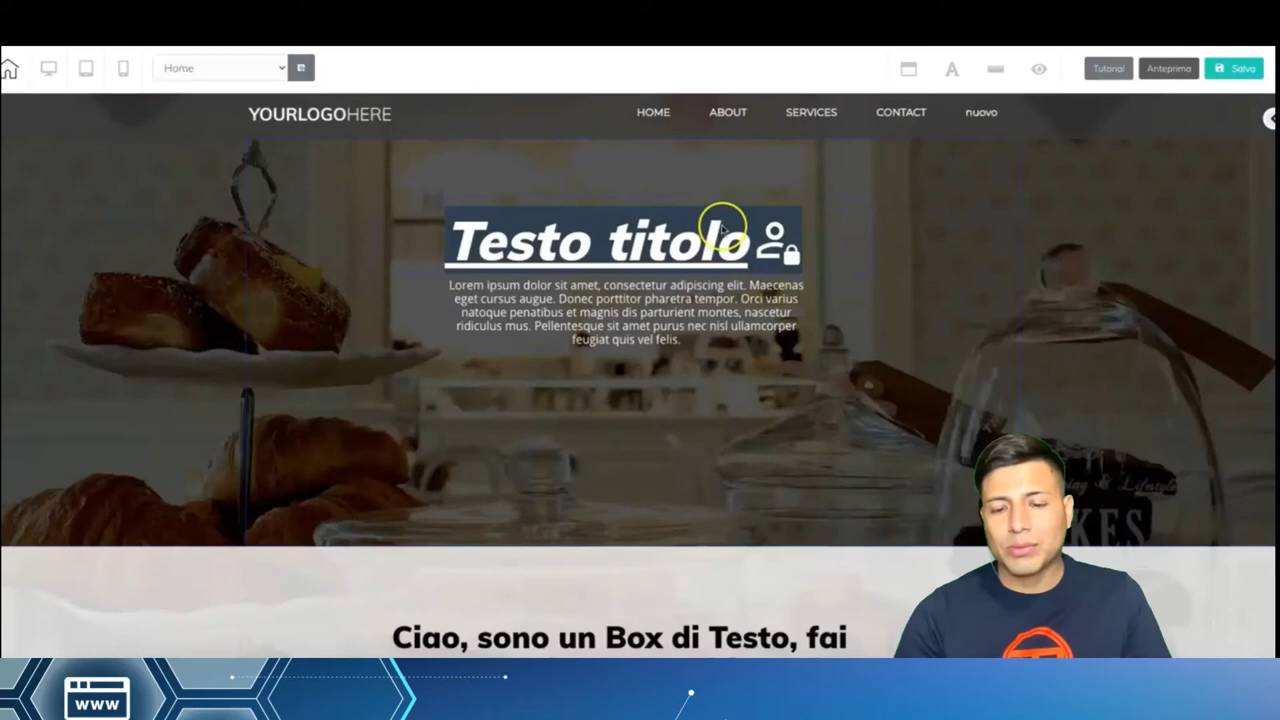 Home
Tutorial
Anteprima
Salva
YOURLOGOHERE
HOME
ABOUT
SERVICES
CONTACT
nuovo
Testo titolo
Lorem ipsum dolor sit amet, consectetur adipiscing elit. Maecenas
eget cursus augue. Donec porttitor pharetra tempor. Orci varius
natoque penatibus et magnis dis parturient montes, nascetur
ridiculus mus. Pellentesque sit amet purus nec nisl ullamcorper
feugiat quis vel felis.
& Lifestyle
KES
Ciao, sono un Box di Testo, fai
www